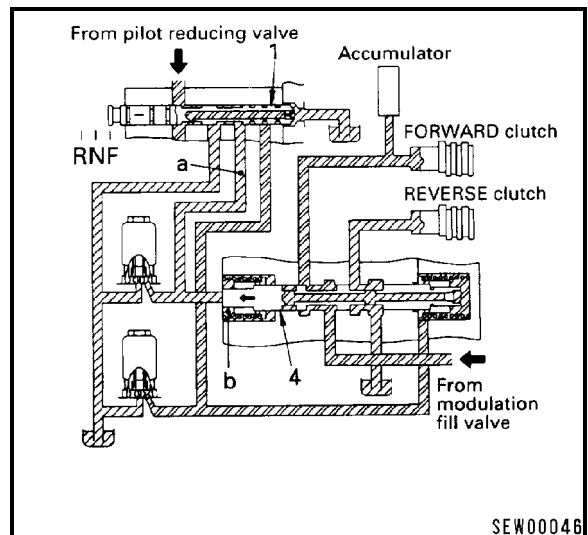 From pilot reducing valve
1
Accumulator
FORWARD clutch
RNF
a
REVERSE clutch
b
4
From
modulation
fill valve
SEW00046